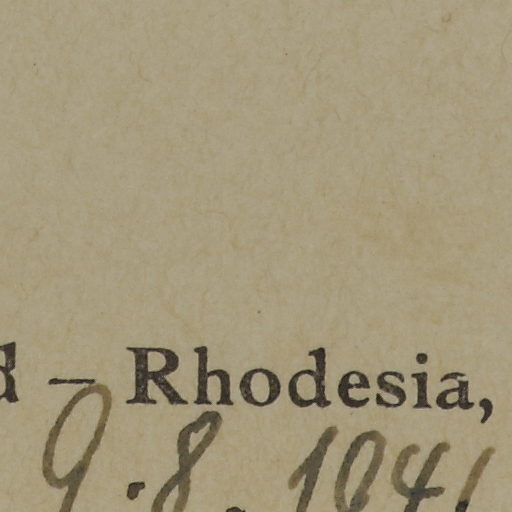 d – Rhodesia,
9.8.1941